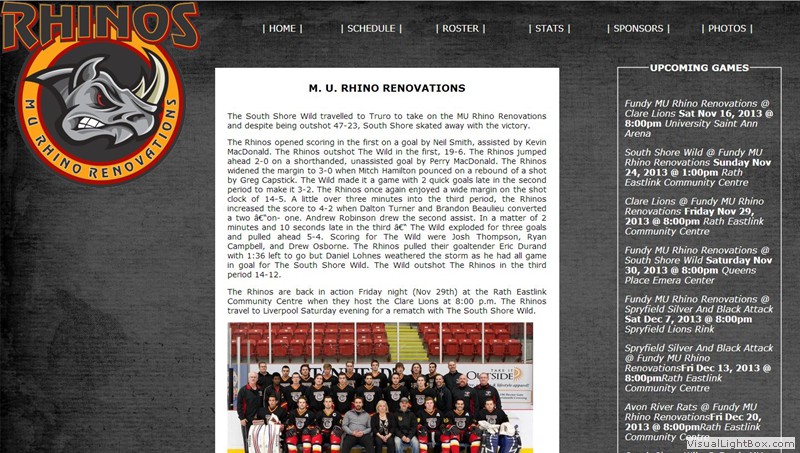 RHINOS
M U RHINO RENOVATIONS
| HOME |
| SCHEDULE |
| ROSTER |
| STATS |
| SPONSORS |
| PHOTOS |
M. U. RHINO RENOVATIONS
The South Shore Wild travelled to Truro to take on the MU Rhino Renovations
and despite being outshot 47-23, South Shore skated away with the victory.
The Rhinos opened scoring in the first on a goal by Neil Smith, assisted by Kevin
MacDonald. The Rhinos outshot The Wild in the first, 19-6. The Rhinos jumped
ahead 2-0 on a shorthanded, unassisted goal by Perry MacDonald. The Rhinos
widened the margin to 3-0 when Mitch Hamilton pounced on a rebound of a shot
by Greg Capstick. The Wild made it a game with 2 quick goals late in the second
period to make it 3-2. The Rhinos once again enjoyed a wide margin on the shot
clock of 14-5. A little over three minutes into the third period, the Rhinos
increased the score to 4-2 when Dalton Turner and Brandon Beaulieu converted
a two â€“on- one. Andrew Robinson drew the second assist. In a matter of 2
minutes and 10 seconds late in the third â€“ The Wild exploded for three goals
and pulled ahead 5-4. Scoring for The Wild were Josh Thompson, Ryan
Campbell, and Drew Osborne. The Rhinos pulled their goaltender Eric Durand
with 1:36 left to go but Daniel Lohnes weathered the storm as he had all game
in goal for The South Shore Wild. The Wild outshot The Rhinos in the third
period 14-12.
The Rhinos are back in action Friday night (Nov 29th) at the Rath Eastlink
Community Centre when they host the Clare Lions at 8:00 p.m. The Rhinos
travel to Liverpool Saturday evening for a rematch with The South Shore Wild.
TAKE IT
OUTSIDE
UPCOMING GAMES
Fundy MU Rhino Renovations @
Clare Lions Sat Nov 16, 2013 @
8:00pm University Saint Ann
Arena
South Shore Wild @ Fundy MU
Rhino Renovations Sunday Nov
24, 2013 @ 1:00pm Rath
Eastlink Community Centre
Clare Lions @ Fundy MU Rhino
Renovations Friday Nov 29,
2013 @ 8:00pm Rath Eastlink
Community Centre
Fundy MU Rhino Renovations @
South Shore Wild Saturday Nov
30, 2013 @ 8:00pm Queens
Place Emera Center
Fundy MU Rhino Renovations @
Spryfield Silver And Black Attack
Sat Dec 7, 2013 @ 8:00pm
Spryfield Lions Rink
Spryfield Silver And Black Attack
@ Fundy MU Rhino
RenovationsFri Dec 13, 2013 @
8:00pmRath Eastlink
Community Centre
Avon River Rats @ Fundy MU
Rhino RenovationsFri Dec 20,
2013 @ 8:00pmRath Eastlink
Community Centre
VisualLightBox.com